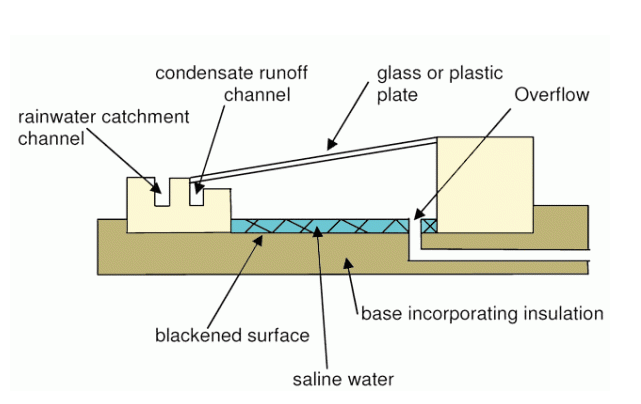 condensate runoff
channel
glass or plastic
plate
Overflow
rainwater catchment
channel
base incorporating insulation
blackened surface
saline water